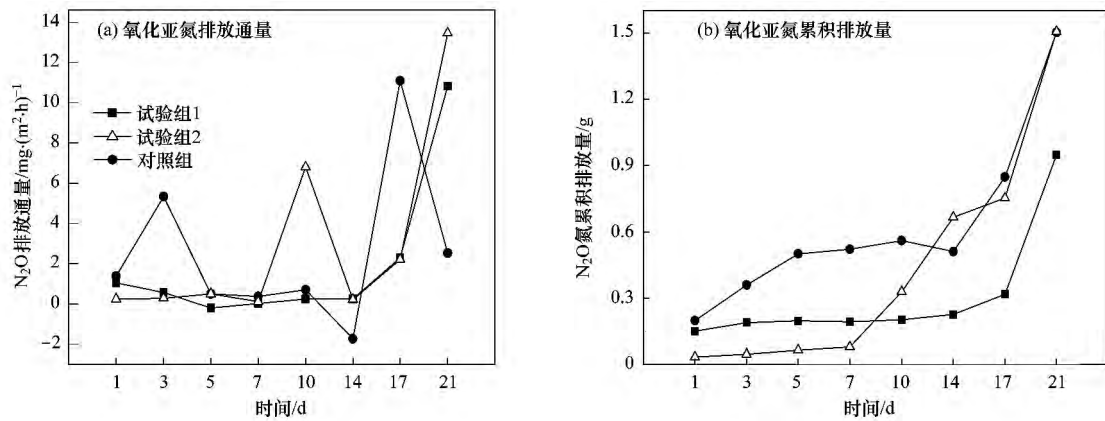 (a) 氧化亚氮排放通量
N₂O排放通量/mg·(m²·h)⁻¹
14
12
10
8
6
4
2
0
−2
试验组1
试验组2
对照组
1 3 5 7 10 14 17 21
时间/d
(b) 氧化亚氮累积排放量
N₂O氮累积排放量/g
1.5
1.2
0.9
0.6
0.3
0
1 3 5 7 10 14 17 21
时间/d